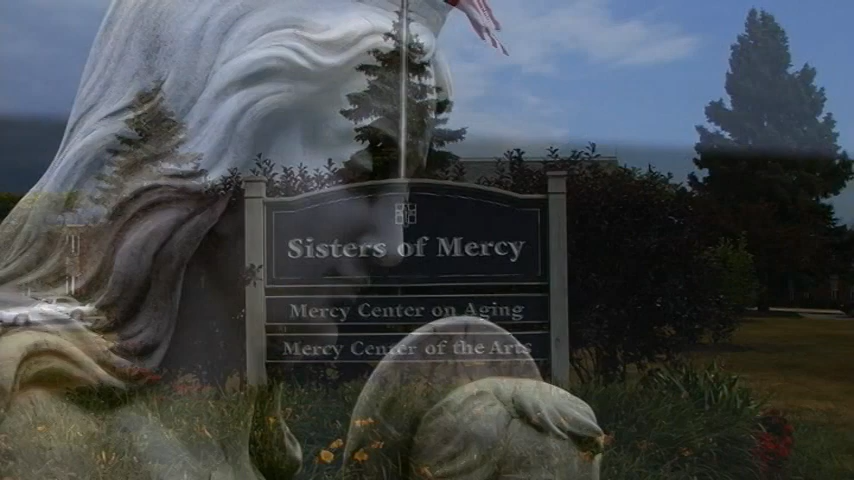 Sisters of Mercy
Mercy Center on Aging
Mercy Center of the Arts